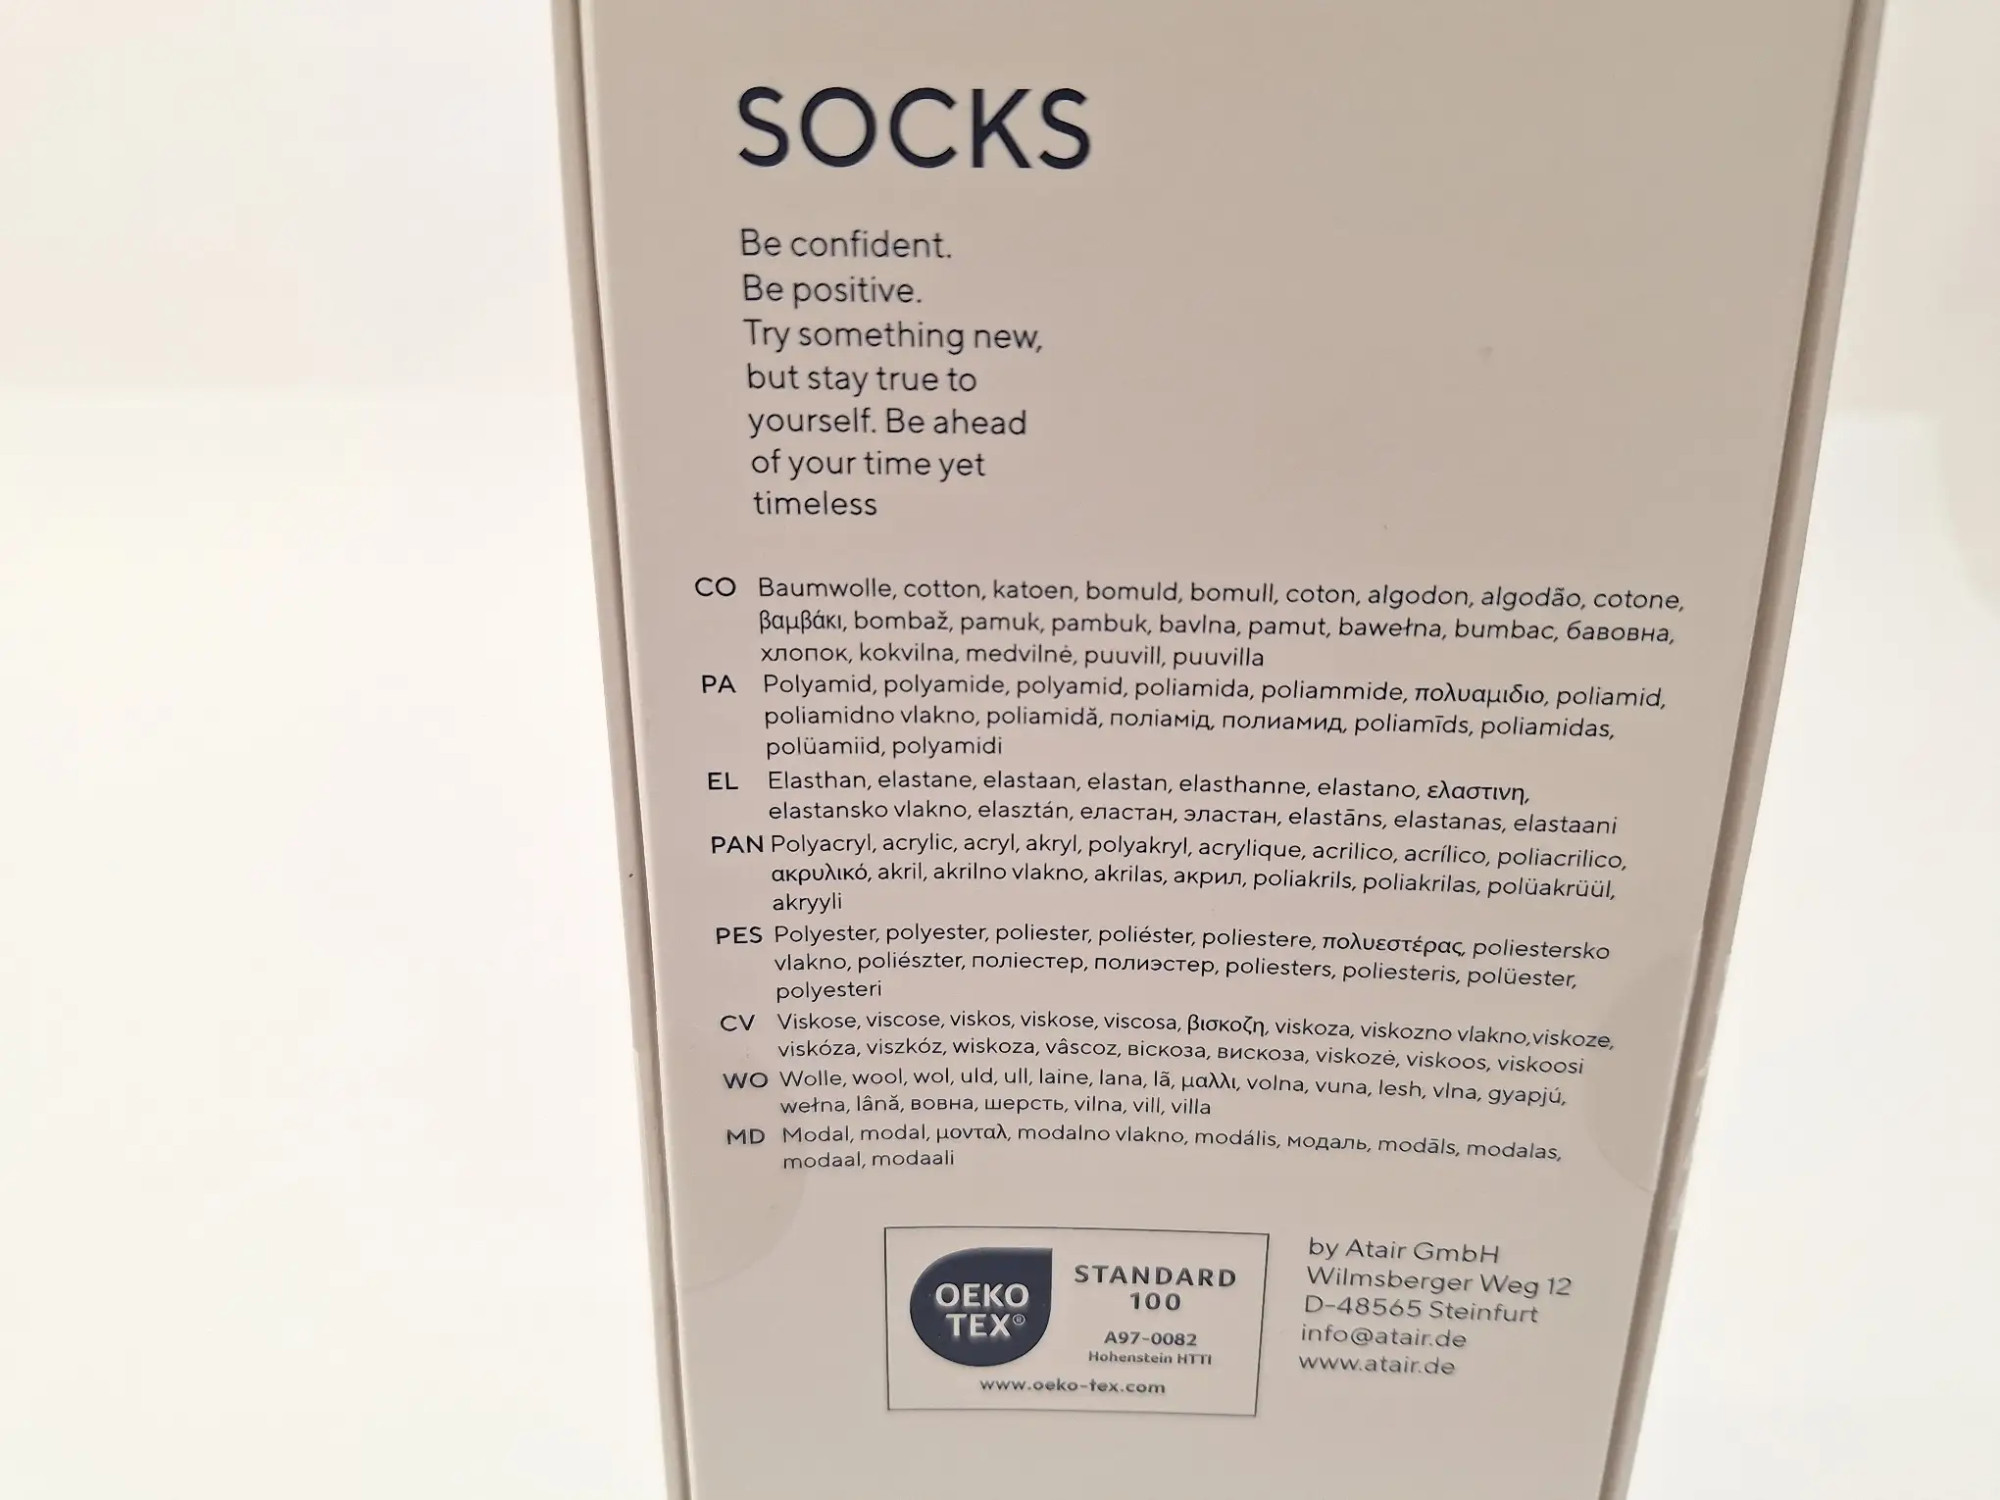 SOCKS
Be confident.
Be positive.
Try something new,
but stay true to
yourself. Be ahead
of your time yet
timeless
CO Baumwolle, cotton, katoen, bomuld, bomull, coton, algodon, algodão, cotone,
βαμβάκι, bombaž, pamuk, pambuk, bavlna, pamut, bawełna, bumbac, бавовна,
хлопок, kokvilna, medvilnė, puuvill, puuvilla
PA Polyamid, polyamide, polyamid, poliamida, poliammide, πολυαμιδιο, poliamid,
poliamidno vlakno, poliamidă, поліамід, полиамид, poliamīds, poliamidas,
polüamiid, polyamidi
EL Elasthan, elastane, elastaan, elastan, elasthanne, elastano, ελαστινη,
elastansko vlakno, elasztán, еластан, эластан, elastāns, elastanas, elastaani
PAN Polyacryl, acrylic, acryl, akryl, polyakryl, acrylique, acrilico, acrílico, poliacrilico,
ακρυλικό, akril, akrilno vlakno, akrilas, акрил, poliakrils, poliakrilas, polüakrüül,
akryyli
PES Polyester, polyester, poliester, poliéster, poliestere, πολυεστέρας, poliestersko
vlakno, poliészter, поліестер, полиэстер, poliesters, poliesteris, polüester,
polyesteri
CV Viskose, viscose, viskos, viskose, viscosa, βισκοζη, viskoza, viskozno vlakno,viskoze,
viskóza, viszkóz, wiskoza, vâscoz, віскоза, вискоза, viskozė, viskoos, viskoosi
WO Wolle, wool, wol, uld, ull, laine, lana, lã, μαλλι, volna, vuna, lesh, vlna, gyapjú,
wełna, lână, вовна, шерсть, vilna, vill, villa
MD Modal, modal, μονταλ, modalno vlakno, modális, модаль, modāls, modalas,
modaal, modaali
OEKO
TEX®
STANDARD
100
A97-0082
Hohenstein HTTI
www.oeko-tex.com
by Atair GmbH
Wilmsberger Weg 12
D-48565 Steinfurt
info@atair.de
www.atair.de